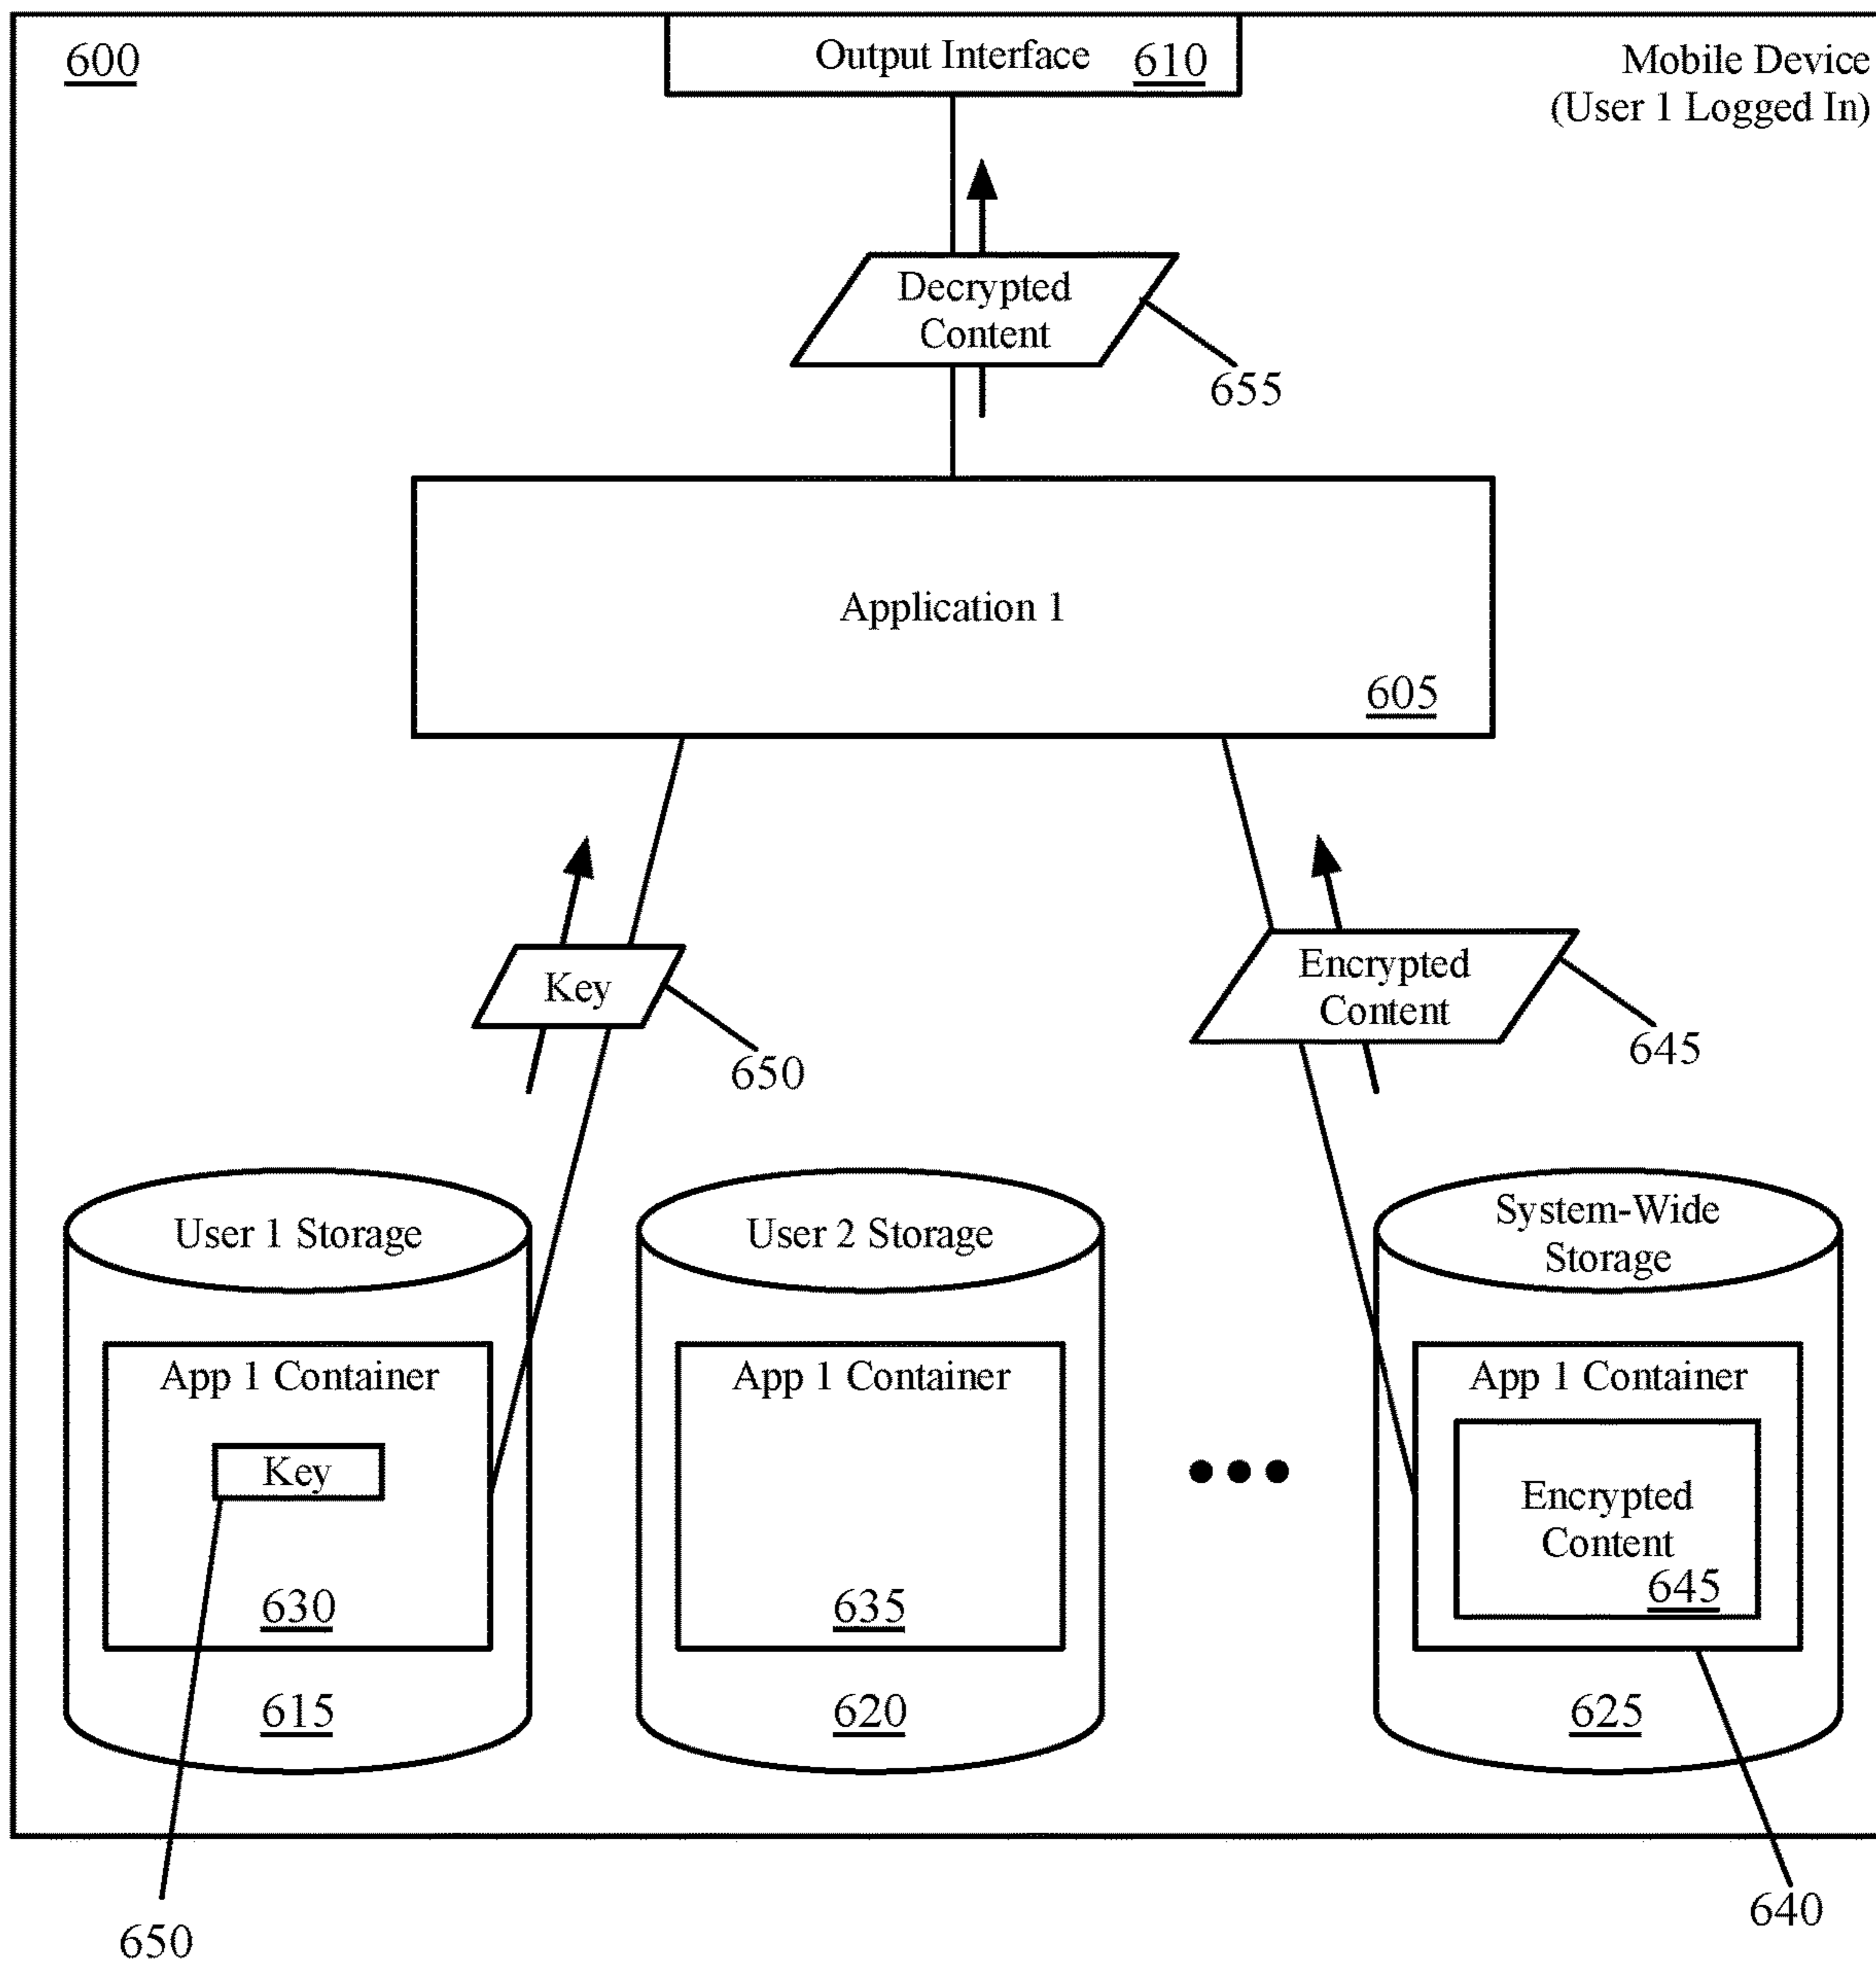 600
Output Interface 610
Mobile Device
(User 1 Logged In)
Decrypted
Content
655
Application 1
605
Key
650
Encrypted
Content
645
User 1 Storage
App 1 Container
Key
630
615
650
User 2 Storage
App 1 Container
635
620
System-Wide
Storage
App 1 Container
Encrypted
Content
645
625
640